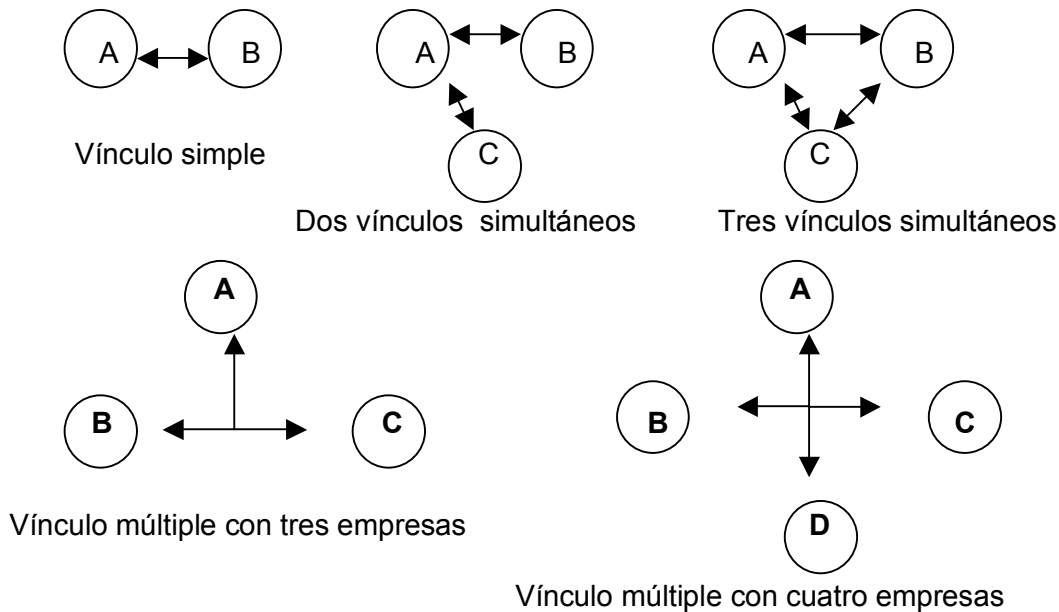 A B
A B
A B
C
C
Vínculo simple
Dos vínculos simultáneos
Tres vínculos simultáneos
A
B C
Vínculo múltiple con tres empresas
A
B C
D
Vínculo múltiple con cuatro empresas